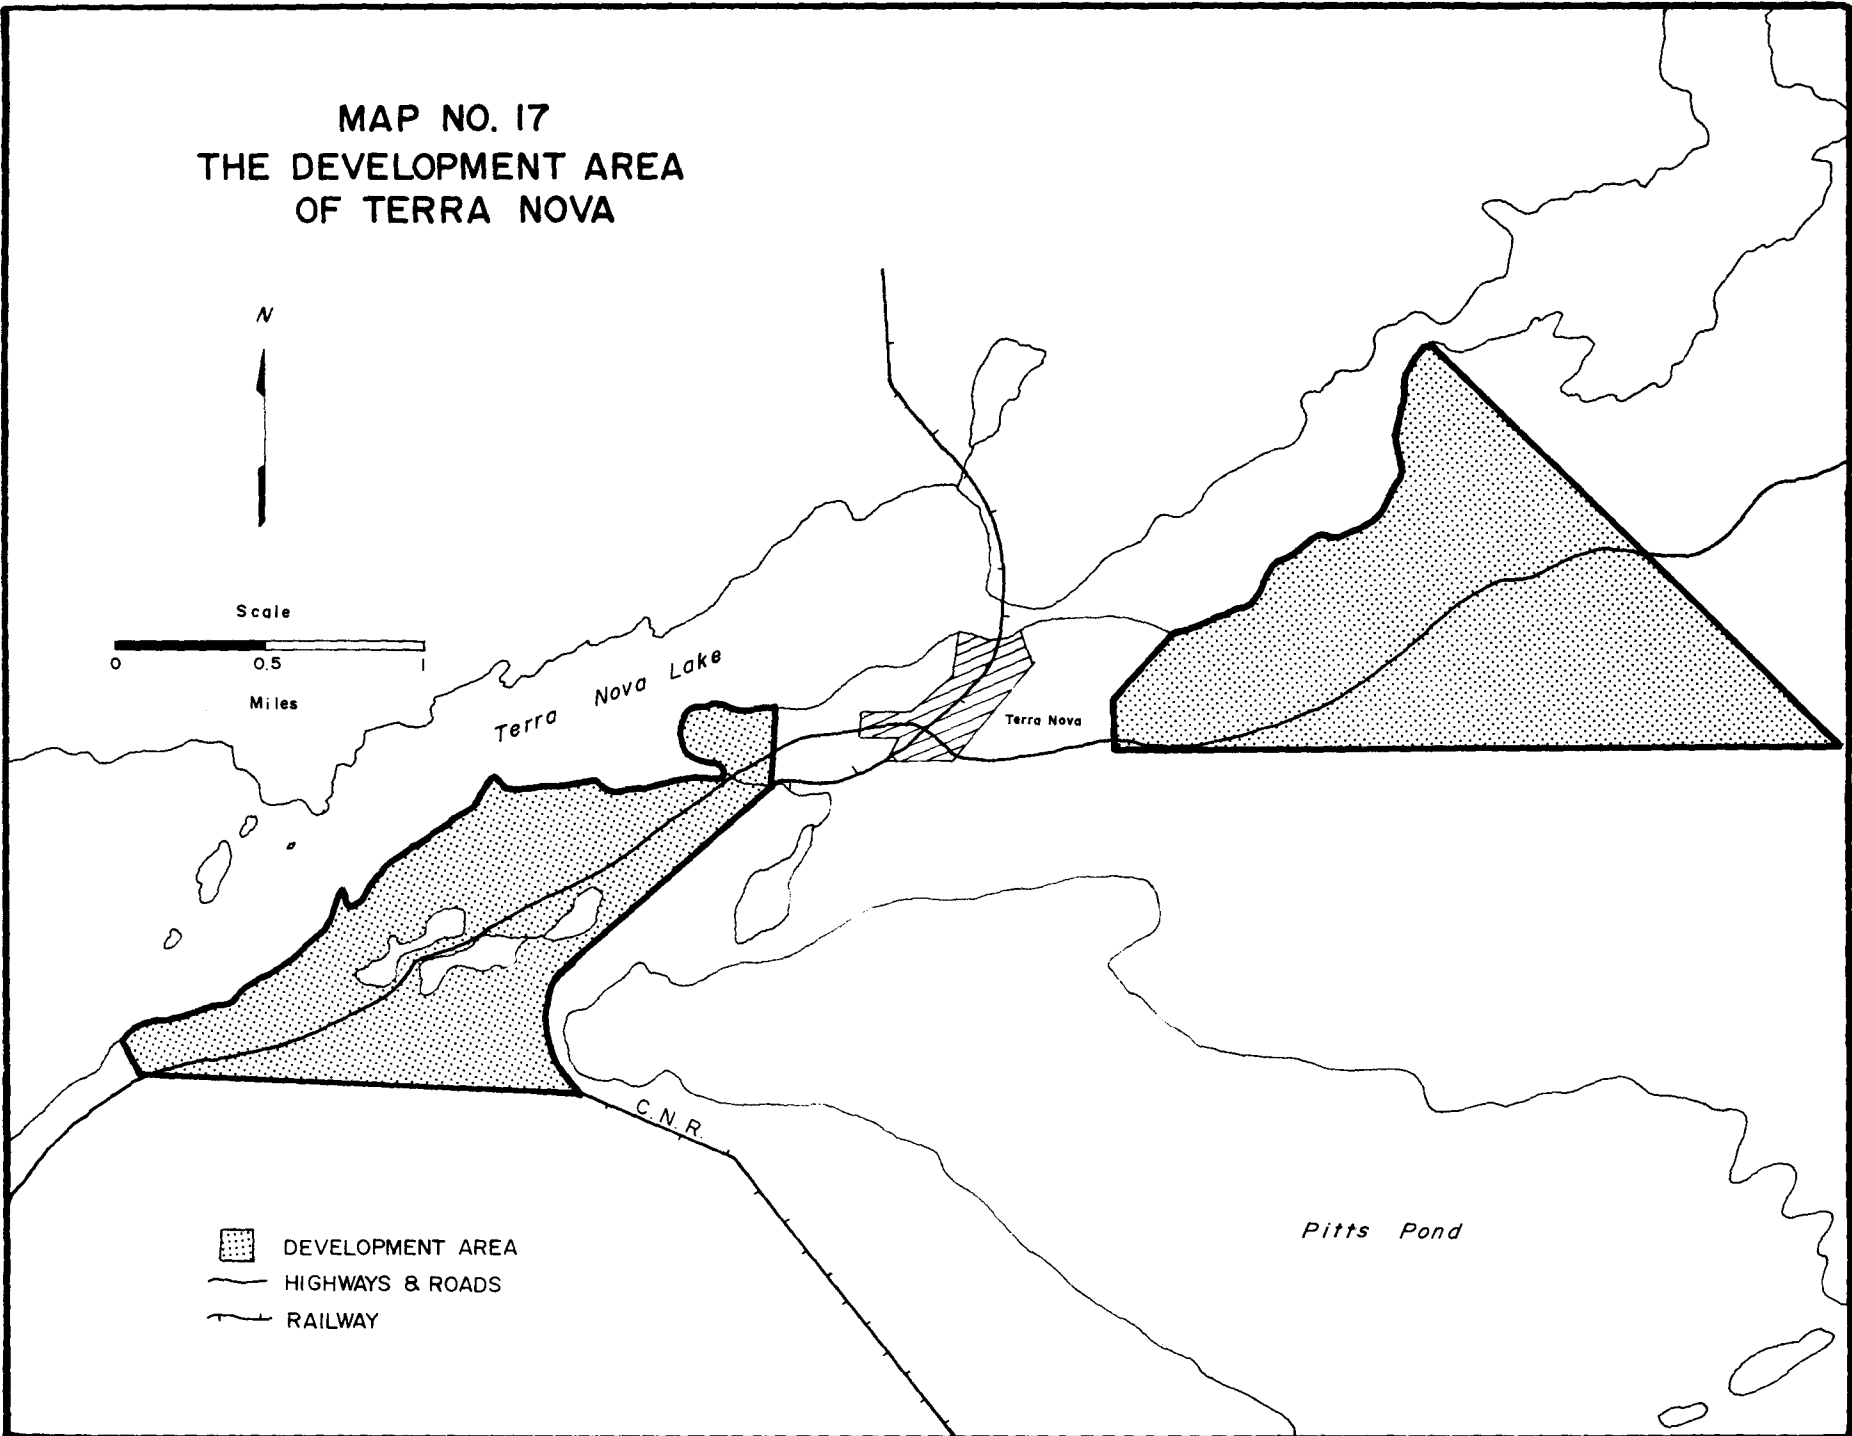 MAP NO. 17
THE DEVELOPMENT AREA
OF TERRA NOVA
N
Scale
0 0.5 1
Miles
Terra Nova Lake
Terra Nova
C.N.R.
Pitts Pond
DEVELOPMENT AREA
HIGHWAYS & ROADS
RAILWAY